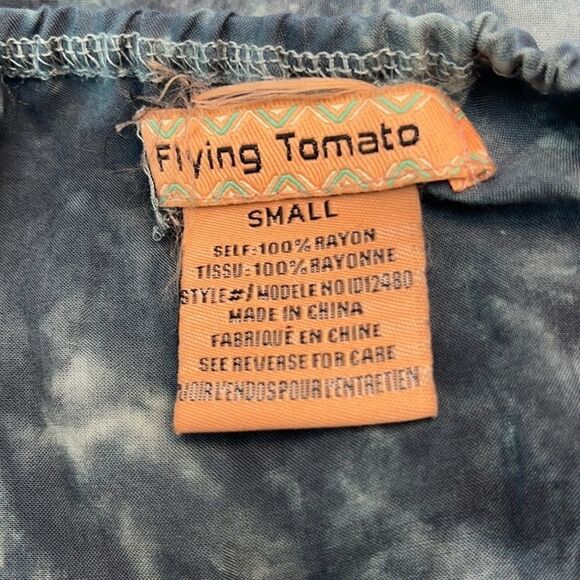 Flying Tomato
SMALL
SELF:100% RAYON
TISSU:100% RAYONNE
STYLE#/MODELE NO ID12480
MADE IN CHINA
FABRIQUÉ EN CHINE
SEE REVERSE FOR CARE
VOIR L'ENDOS POUR L'ENTRETIEN